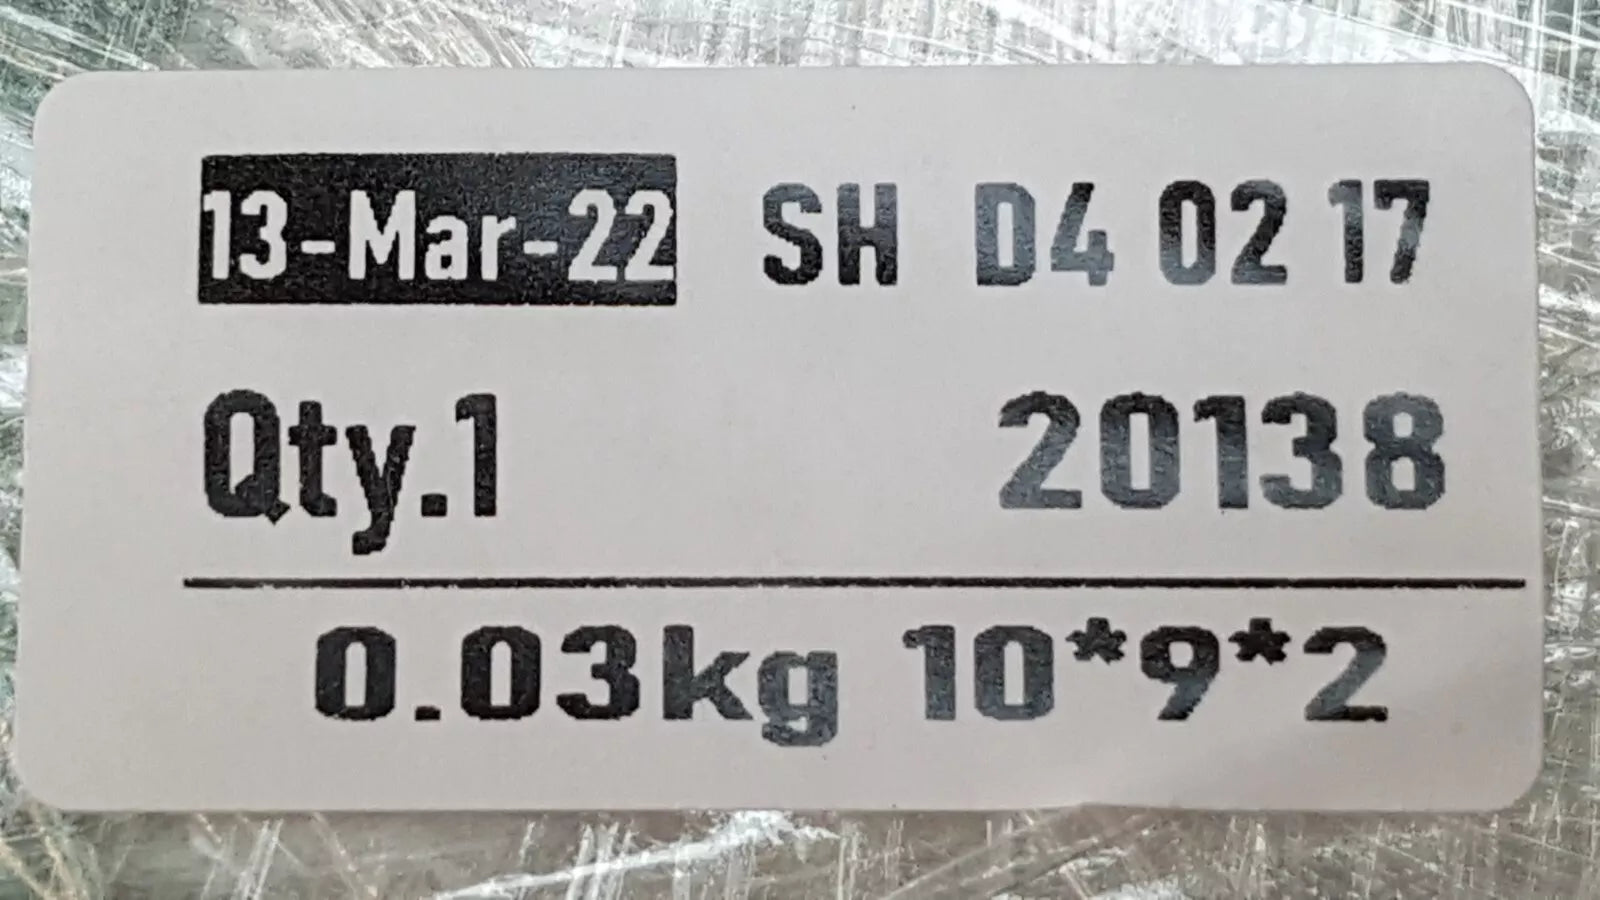 13-Mar-22 SH D4 02 17
Qty.1 20138
0.03kg 10*9*2